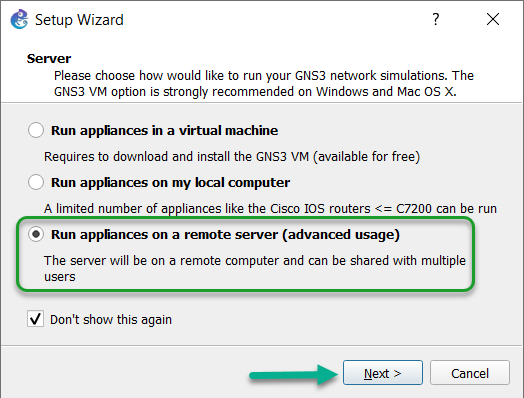 Setup Wizard
Server
Please choose how would like to run your GNS3 network simulations. The
GNS3 VM option is strongly recommended on Windows and Mac OS X.
Run appliances in a virtual machine
Requires to download and install the GNS3 VM (available for free)
Run appliances on my local computer
A limited number of appliances like the Cisco IOS routers <= C7200 can be run
Run appliances on a remote server (advanced usage)
The server will be on a remote computer and can be shared with multiple
users
Don't show this again
Next > Cancel